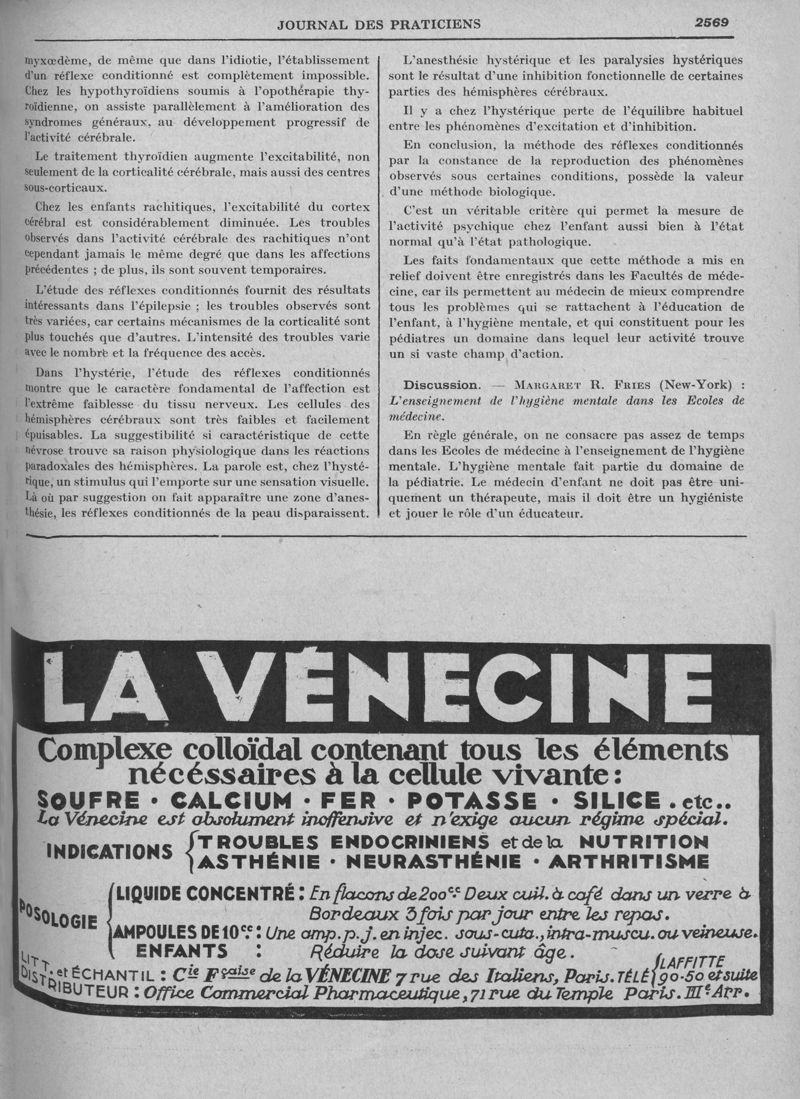 JOURNAL DES PRATICIENS
2569
myxœdème, de même que dans l'idiotie, l'établissement
d'un réflexe conditionné est complètement impossible.
Chez les hypothyroïdiens soumis à l'opothérapie thy-
roïdienne, on assiste parallèlement à l'amélioration des
syndromes généraux, au développement progressif de
l'activité cérébrale.
Le traitement thyroïdien augmente l'excitabilité, non
seulement de la corticalité cérébrale, mais aussi des centres
sous-corticaux.
Chez les enfants rachitiques, l'excitabilité du cortex
cérébral est considérablement diminuée. Les troubles
observés dans l'activité cérébrale des rachitiques n'ont
cependant jamais le même degré que dans les affections
précédentes ; de plus, ils sont souvent temporaires.
L'étude des réflexes conditionnés fournit des résultats
intéressants dans l'épilepsie ; les troubles observés sont
très variées, car certains mécanismes de la corticalité sont
plus touchés que d'autres. L'intensité des troubles varie
avec le nombre et la fréquence des accès.
Dans l'hystérie, l'étude des réflexes conditionnés
montre que le caractère fondamental de l'affection est
l'extrême faiblesse du tissu nerveux. Les cellules des
hémisphères cérébraux sont très faibles et facilement
épuisables. La suggestibilité si caractéristique de cette
névrose trouve sa raison physiologique dans les réactions
paradoxales des hémisphères. La parole est, chez l'hysté-
rique, un stimulus qui l'emporte sur une sensation visuelle.
Là où par suggestion on fait apparaître une zone d'anes-
thésie, les réflexes conditionnés de la peau disparaissent.
L'anesthésie hystérique et les paralysies hystériques
sont le résultat d'une inhibition fonctionnelle de certaines
parties des hémisphères cérébraux.
Il y a chez l'hystérique perte de l'équilibre habituel
entre les phénomènes d'excitation et d'inhibition.
En conclusion, la méthode des réflexes conditionnés
par la constance de la reproduction des phénomènes
observés sous certaines conditions, possède la valeur
d'une méthode biologique.
C'est un véritable critère qui permet la mesure de
l'activité psychique chez l'enfant aussi bien à l'état
normal qu'à l'état pathologique.
Les faits fondamentaux que cette méthode a mis en
relief doivent être enregistrés dans les Facultés de méde-
cine, car ils permettent au médecin de mieux comprendre
tous les problèmes qui se rattachent à l'éducation de
l'enfant, à l'hygiène mentale, et qui constituent pour les
pédiatres un domaine dans lequel leur activité trouve
un si vaste champ d'action.
Discussion. — MARGARET R. FRIES (New-York) :
L'enseignement de l'hygiène mentale dans les Ecoles de
médecine.
En règle générale, on ne consacre pas assez de temps
dans les Ecoles de médecine à l'enseignement de l'hygiène
mentale. L'hygiène mentale fait partie du domaine de
la pédiatrie. Le médecin d'enfant ne doit pas être uni-
quement un thérapeute, mais il doit être un hygiéniste
et jouer le rôle d'un éducateur.
LA VÉNECINE
Complexe colloïdal contenant tous les éléments
nécéssaires à la cellule vivante :
SOUFRE · CALCIUM · FER · POTASSE · SILICE . etc..
La Vénecine est absolument inoffensive et n'exige aucun régime spécial.
INDICATIONS { TROUBLES ENDOCRINIENS et de la NUTRITION
ASTHÉNIE · NEURASTHÉNIE · ARTHRITISME
POSOLOGIE
LIQUIDE CONCENTRÉ : En flacons de 200 c.c. Deux cuil. à café dans un verre à
Bordeaux 3 fois par jour entre les repas.
AMPOULES DE 10 cc : Une amp. p. j. en injec. sous-cuta., intra-muscu. ou veineuse.
ENFANTS : Réduire la dose suivant âge.
LITT. et ÉCHANTIL : Cie Fçaise de la VÉNECINE 7 rue des Italiens, Paris. TÉLÉ { LAFFITTE 90-50 et suite
DISTRIBUTEUR : Office Commercial Pharmaceutique, 71 rue du Temple Paris. IIIe Arr.